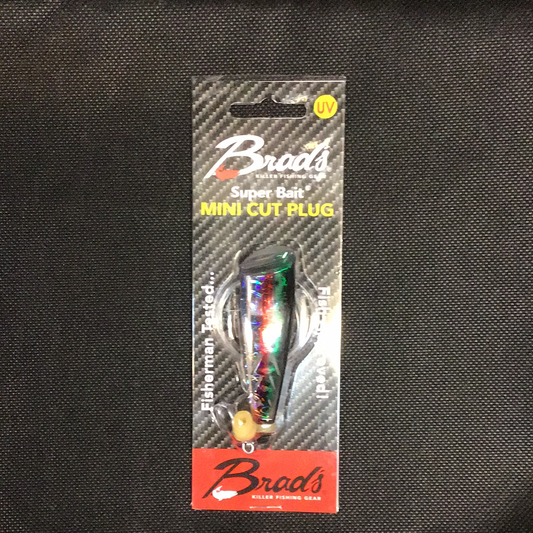 UV
Brad's
KILLER FISHING GEAR
Super Bait®
MINI CUT PLUG
Fisherman Tested...
Brad's
KILLER FISHING GEAR